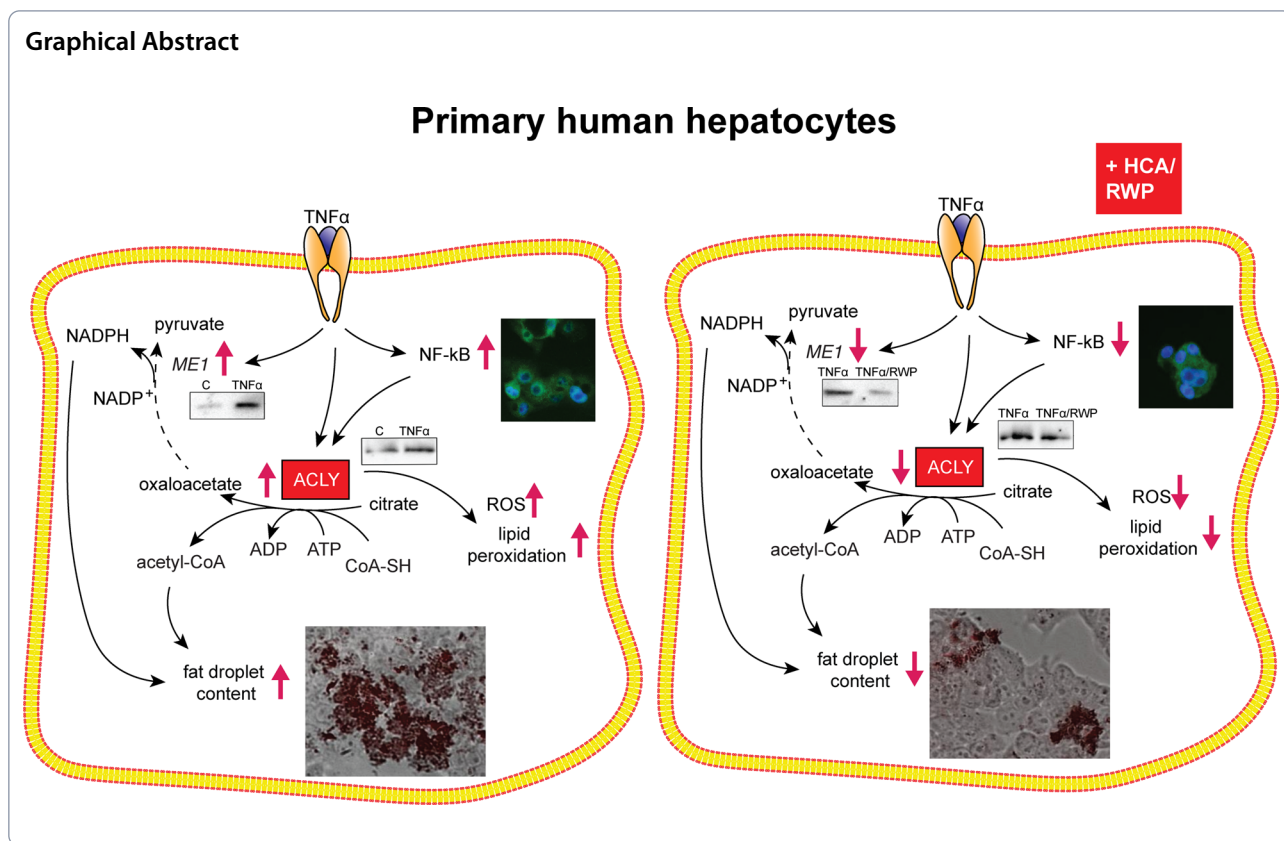 Graphical Abstract
Primary human hepatocytes
TNFα
NADPH
pyruvate
ME1
NADP+
C TNFα
NF-kB
C TNFα
ACLY
oxaloacetate
citrate
ROS
lipid
peroxidation
acetyl-CoA
ADP
ATP
CoA-SH
fat droplet
content
+ HCA/
RWP
TNFα
NADPH
pyruvate
ME1
NADP+
TNFα TNFα/RWP
NF-kB
TNFα TNFα/RWP
ACLY
oxaloacetate
citrate
ROS
lipid
peroxidation
acetyl-CoA
ADP
ATP
CoA-SH
fat droplet
content